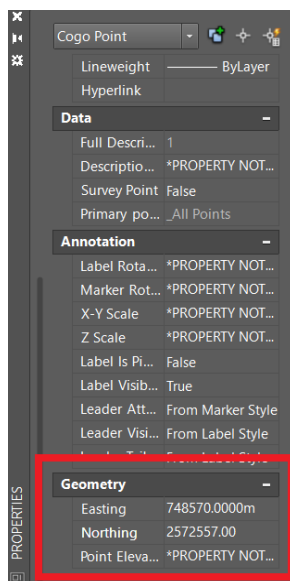 Cogo Point
Lineweight ByLayer
Hyperlink
Data
Full Descri... 1
Descriptio... *PROPERTY NOT...
Survey Point False
Primary po... _All Points
Annotation
Label Rota... *PROPERTY NOT...
Marker Rot... *PROPERTY NOT...
X-Y Scale *PROPERTY NOT...
Z Scale *PROPERTY NOT...
Label Is Pi... False
Label Visib... True
Leader Att... From Marker Style
Leader Visi... From Label Style
Geometry
Easting 748570.0000m
Northing 2572557.00
Point Eleva... *PROPERTY NOT...
PROPERTIES